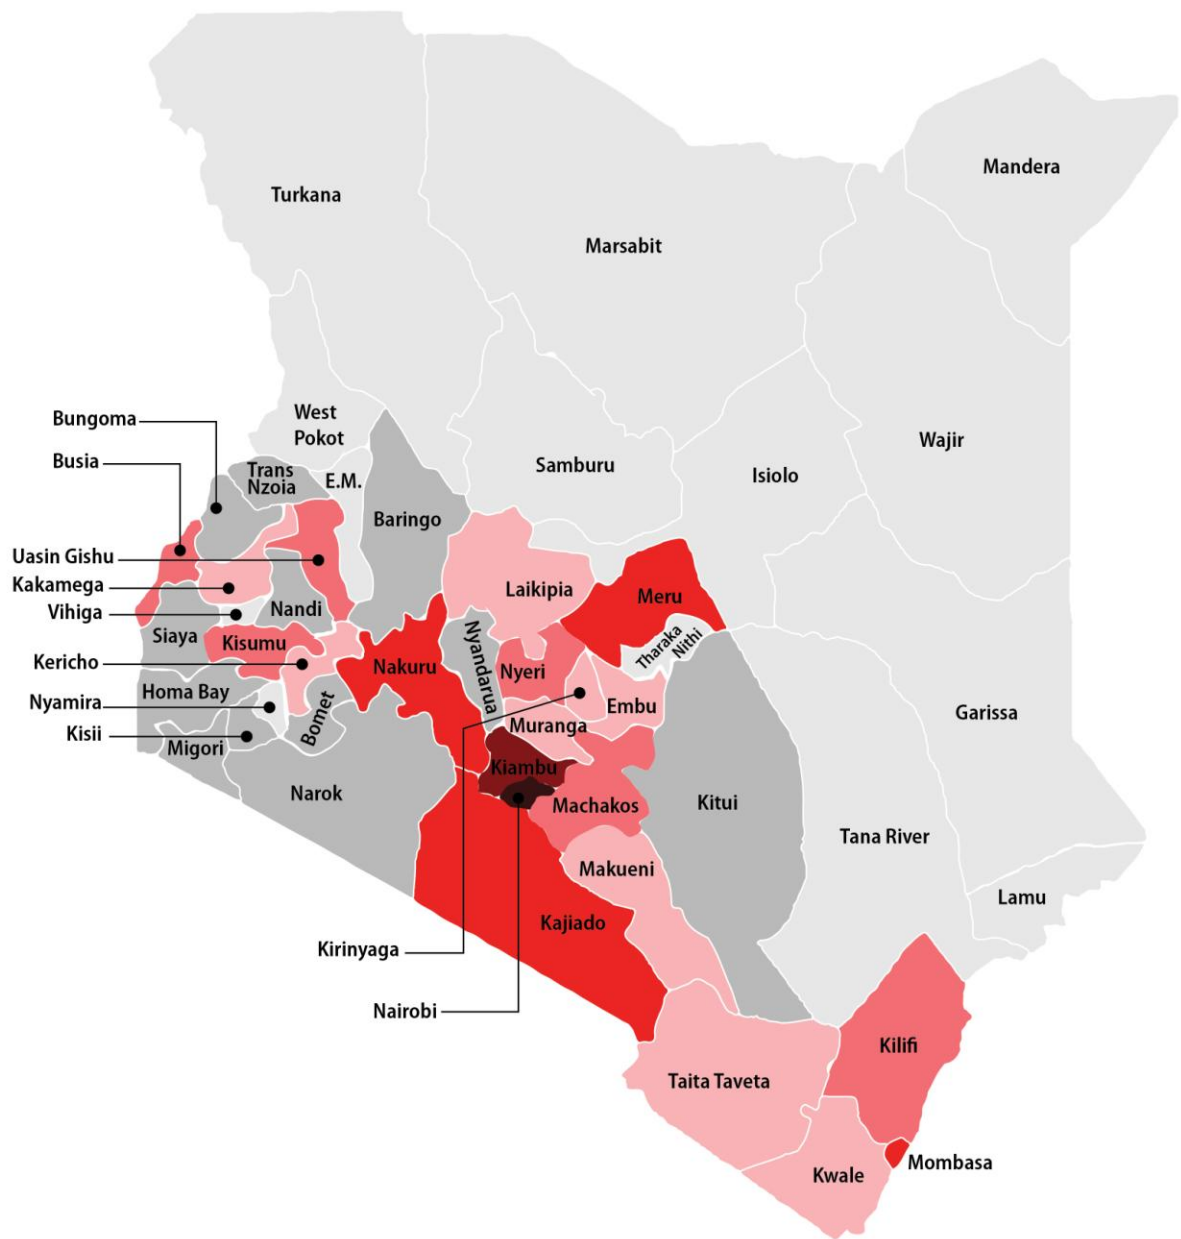 Mandera
Turkana
Marsabit
West
Pokot
Wajir
Bungoma
Busia
Trans
Nzoia
E.M.
Samburu
Isiolo
Baringo
Uasin Gishu
Kakamega
Vihiga
Nandi
Laikipia
Meru
Siaya
Kisumu
Tharaka
Nithi
Kericho
Nakuru
Nyandarua
Nyeri
Homa Bay
Nyamira
Bomet
Embu
Garissa
Kisii
Migori
Muranga
Kiambu
Narok
Machakos
Kitui
Tana River
Makueni
Lamu
Kajiado
Kirinyaga
Nairobi
Kilifi
Taita Taveta
Mombasa
Kwale